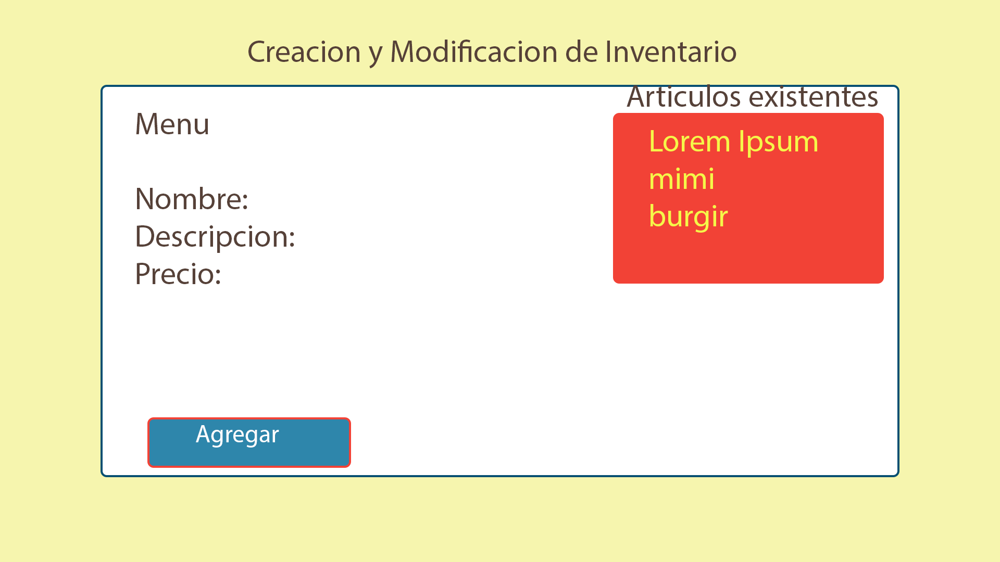 Creacion y Modificacion de Inventario
Menu
Nombre:
Descripcion:
Precio:
Agregar
Articulos existentes
Lorem Ipsum
mimi
burgir